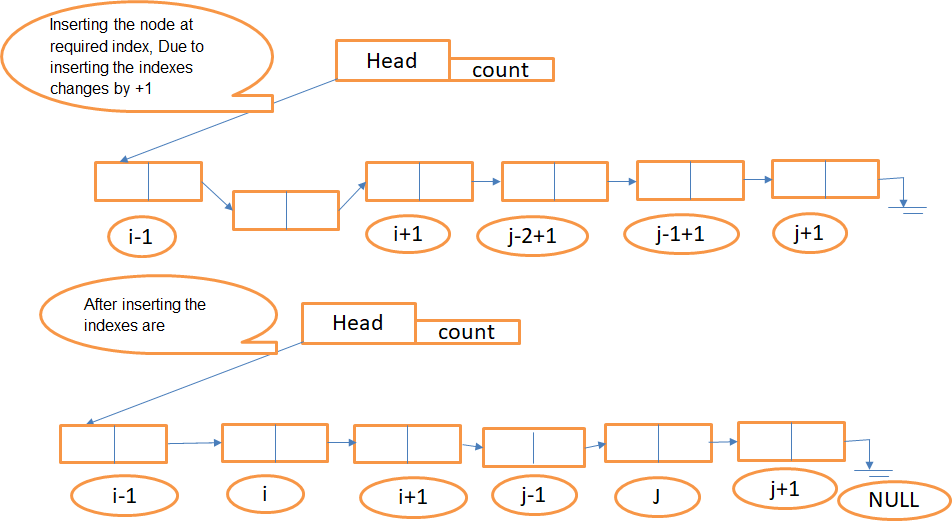 Inserting the node at
required index, Due to
inserting the indexes
changes by +1
Head
count
i-1
i+1
j-2+1
j-1+1
j+1
After inserting the
indexes are
Head
count
i-1
i
i+1
j-1
J
j+1
NULL